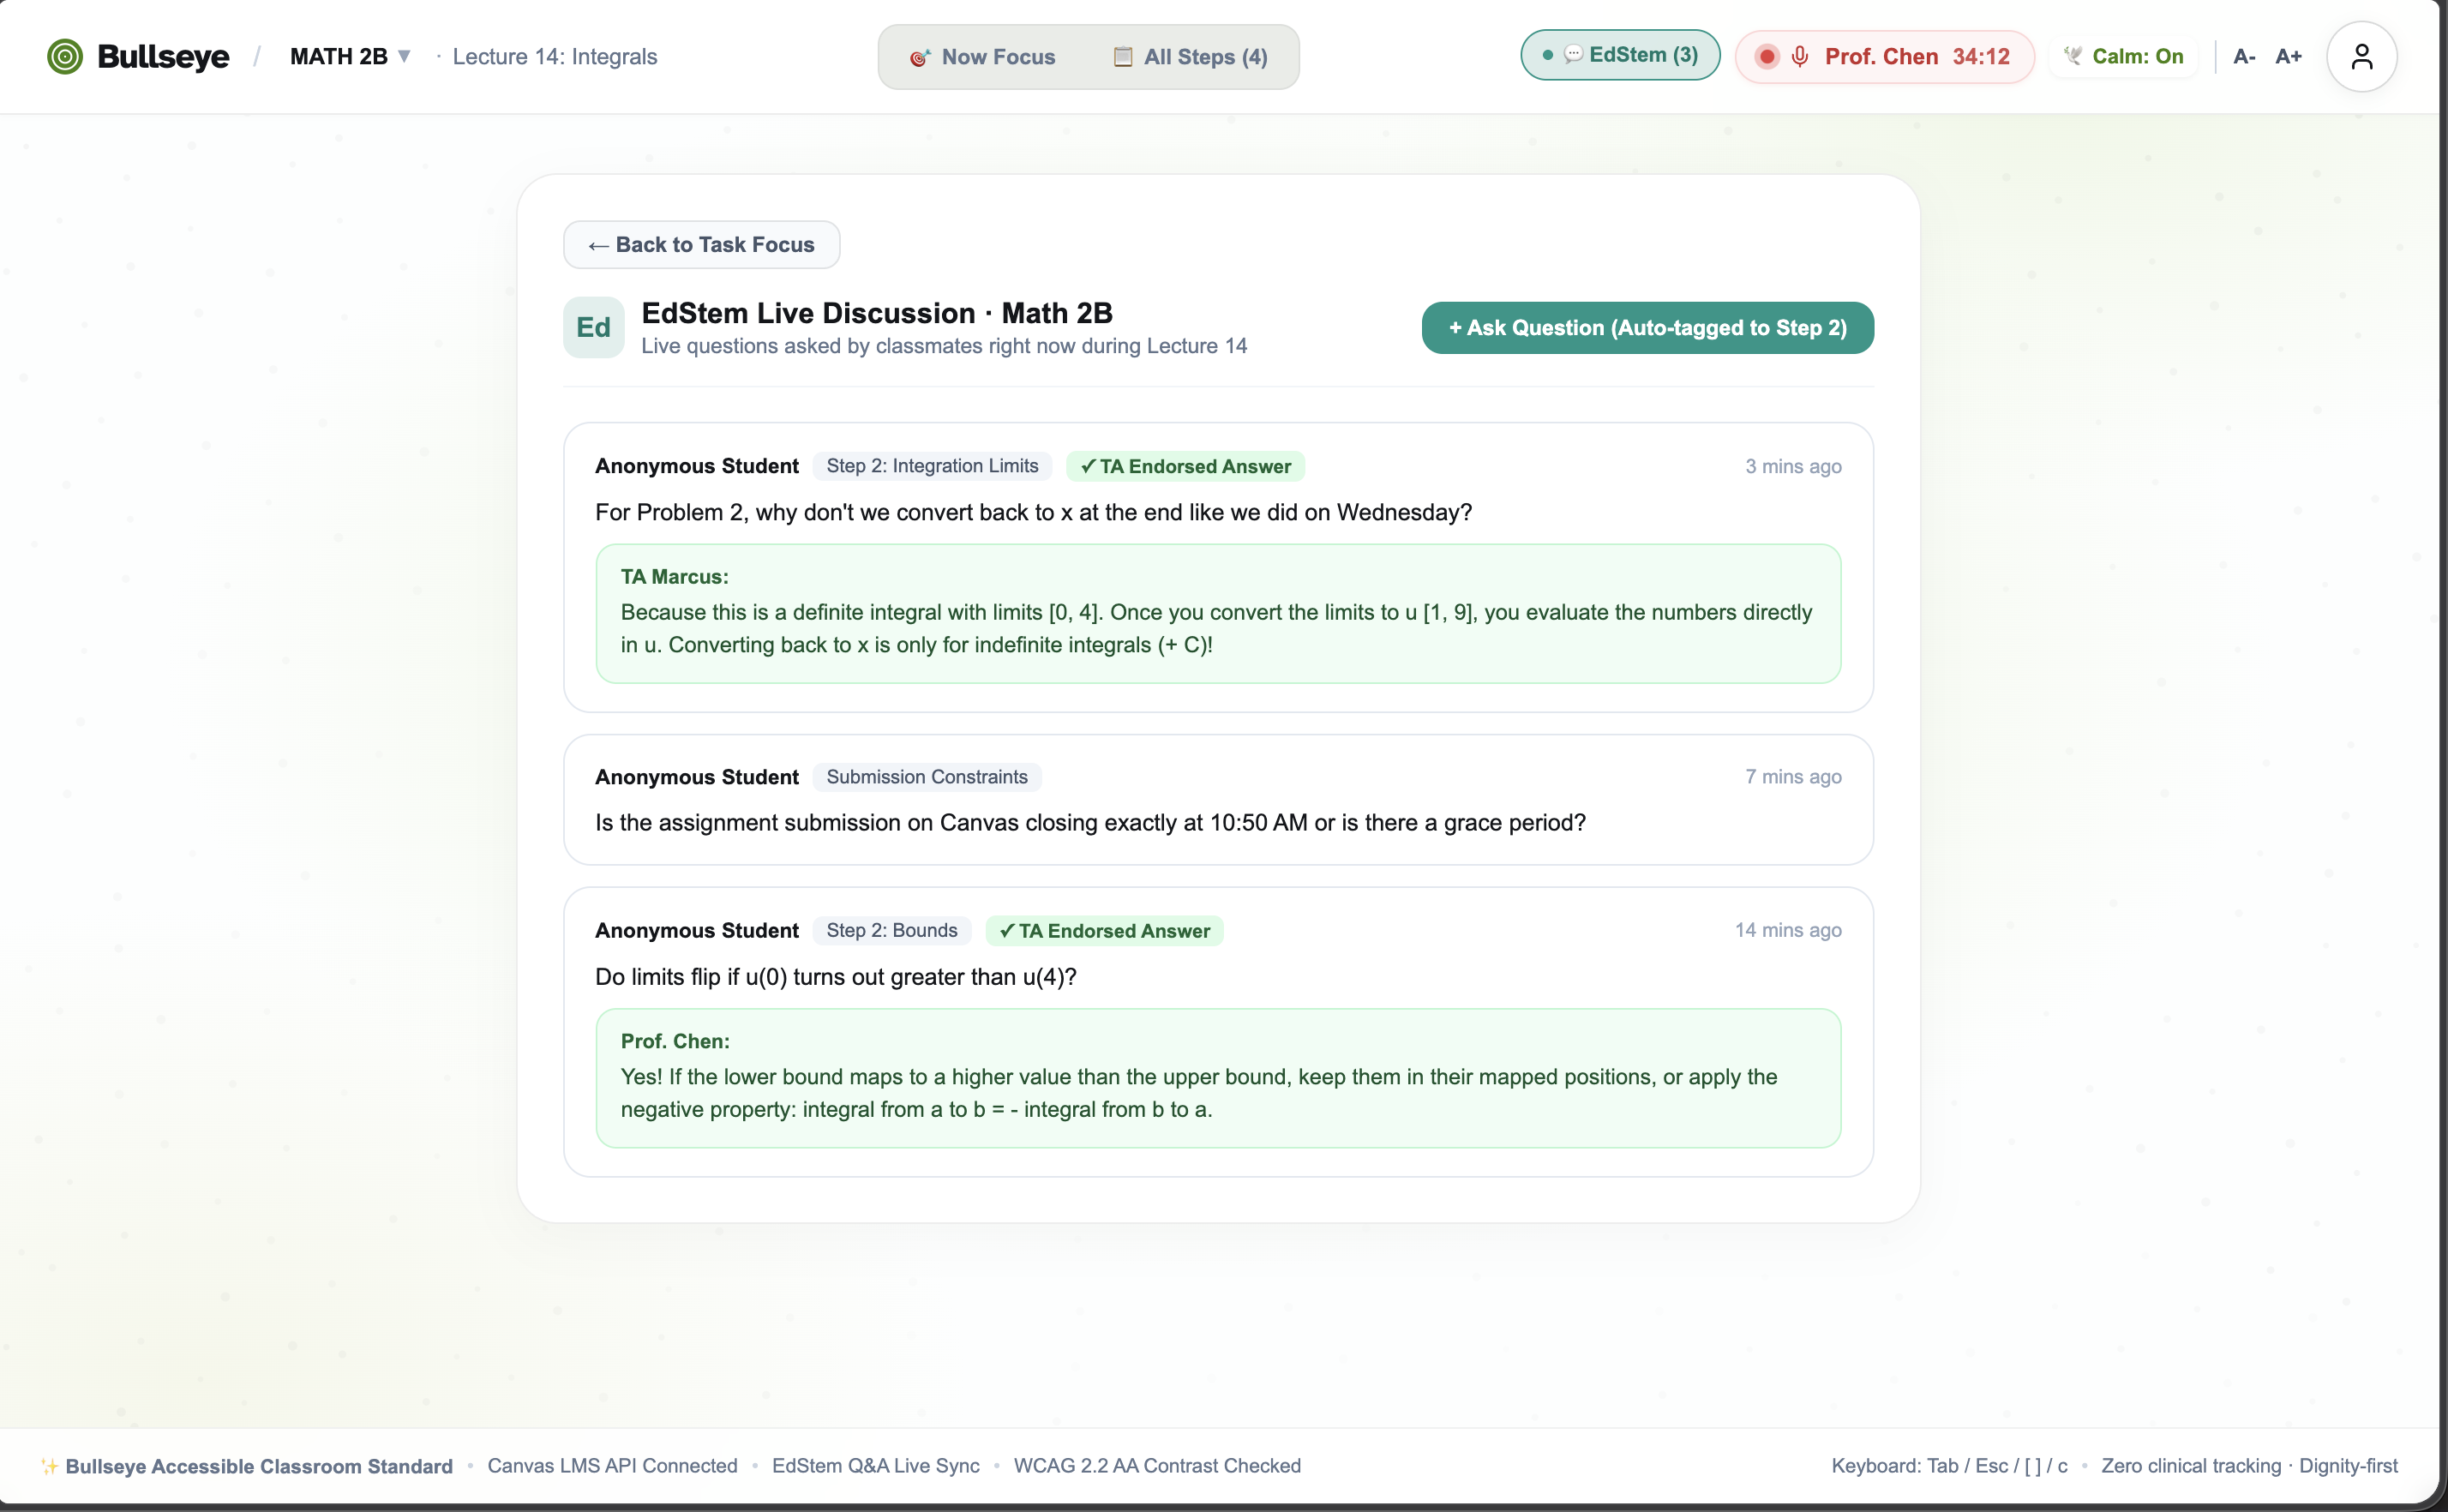 Bullseye / MATH 2B ▼ · Lecture 14: Integrals
🎯 Now Focus 📋 All Steps (4)
💬 EdStem (3) Prof. Chen 34:12 🕊 Calm: On A- A+
← Back to Task Focus
Ed
EdStem Live Discussion · Math 2B
Live questions asked by classmates right now during Lecture 14
+ Ask Question (Auto-tagged to Step 2)
Anonymous Student Step 2: Integration Limits ✓ TA Endorsed Answer 3 mins ago
For Problem 2, why don't we convert back to x at the end like we did on Wednesday?
TA Marcus:
Because this is a definite integral with limits [0, 4]. Once you convert the limits to u [1, 9], you evaluate the numbers directly
in u. Converting back to x is only for indefinite integrals (+ C)!
Anonymous Student Submission Constraints 7 mins ago
Is the assignment submission on Canvas closing exactly at 10:50 AM or is there a grace period?
Anonymous Student Step 2: Bounds ✓ TA Endorsed Answer 14 mins ago
Do limits flip if u(0) turns out greater than u(4)?
Prof. Chen:
Yes! If the lower bound maps to a higher value than the upper bound, keep them in their mapped positions, or apply the
negative property: integral from a to b = - integral from b to a.
✨ Bullseye Accessible Classroom Standard • Canvas LMS API Connected • EdStem Q&A Live Sync • WCAG 2.2 AA Contrast Checked
Keyboard: Tab / Esc / [ ] / c • Zero clinical tracking · Dignity-first